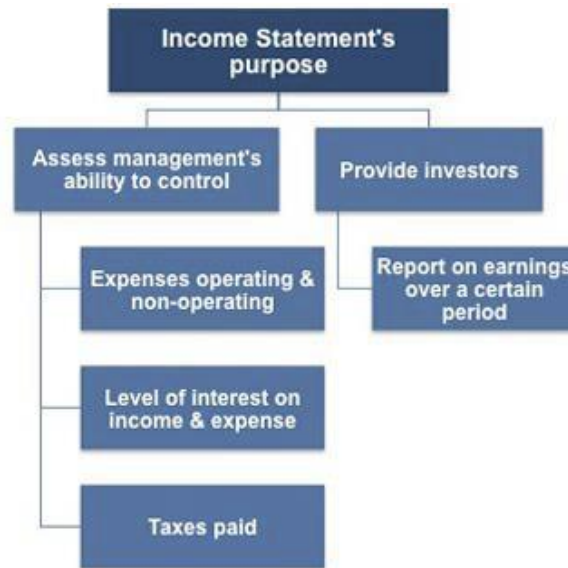 Income Statement's
purpose
Assess management's
ability to control
Provide investors
Expenses operating &
non-operating
Report on earnings
over a certain
period
Level of interest on
income & expense
Taxes paid